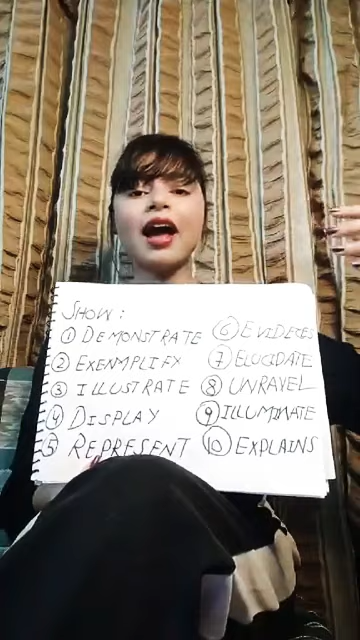 SHOW:
① DEMONSTRATE
② EXENMPLIFY
③ ILLUSTRATE
④ DISPLAY
⑤ REPRESENT
⑥ EVIDECES
⑦ ELUCIDATE
⑧ UNRAVEL
⑨ ILLUMINATE
⑩ EXPLAINS